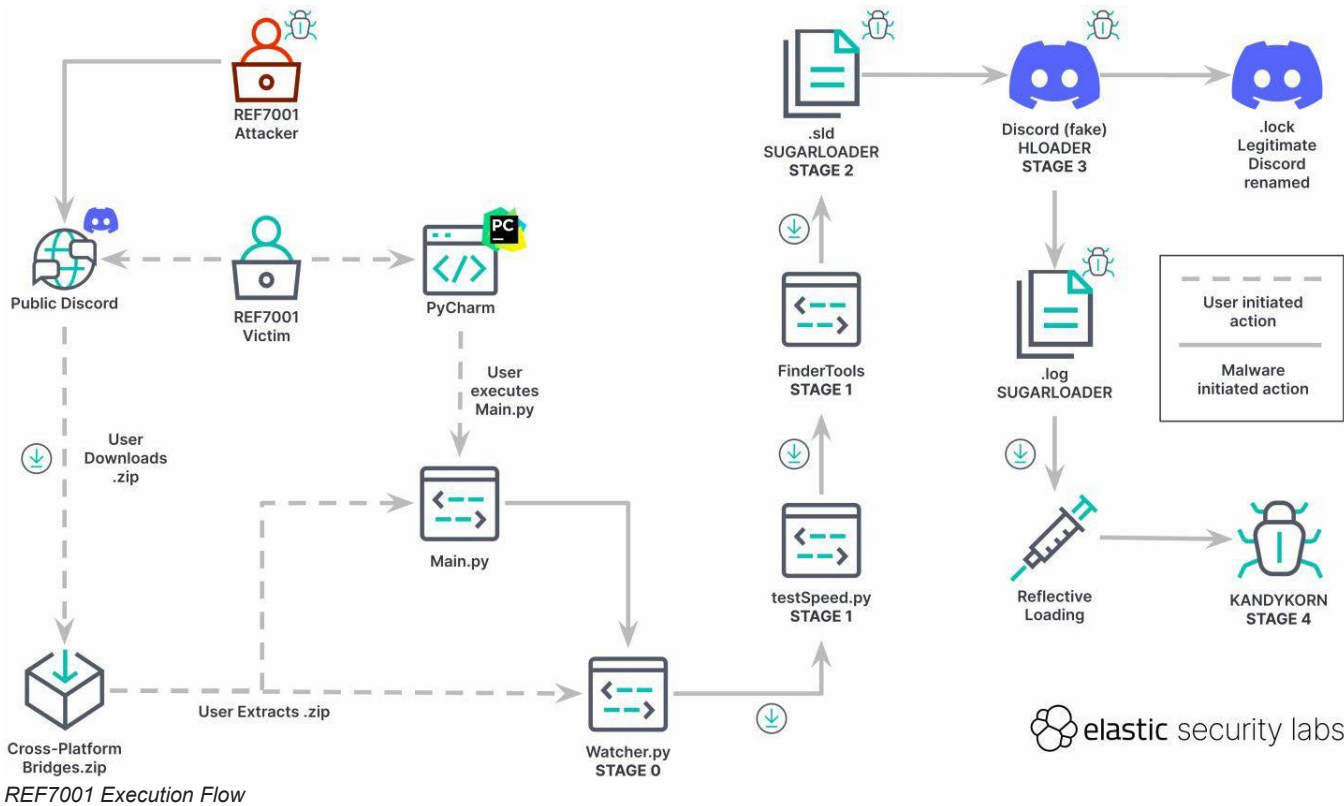 REF7001
Attacker
.sld
SUGARLOADER
STAGE 2
Discord (fake)
HLOADER
STAGE 3
.lock
Legitimate
Discord
renamed
Public Discord
REF7001
Victim
PC
PyCharm
FinderTools
STAGE 1
.log
SUGARLOADER
User initiated
action
Malware
initiated action
User
executes
Main.py
User
Downloads
.zip
Main.py
testSpeed.py
STAGE 1
Reflective
Loading
KANDYKORN
STAGE 4
User Extracts .zip
Cross-Platform
Bridges.zip
Watcher.py
STAGE 0
elastic security labs
REF7001 Execution Flow